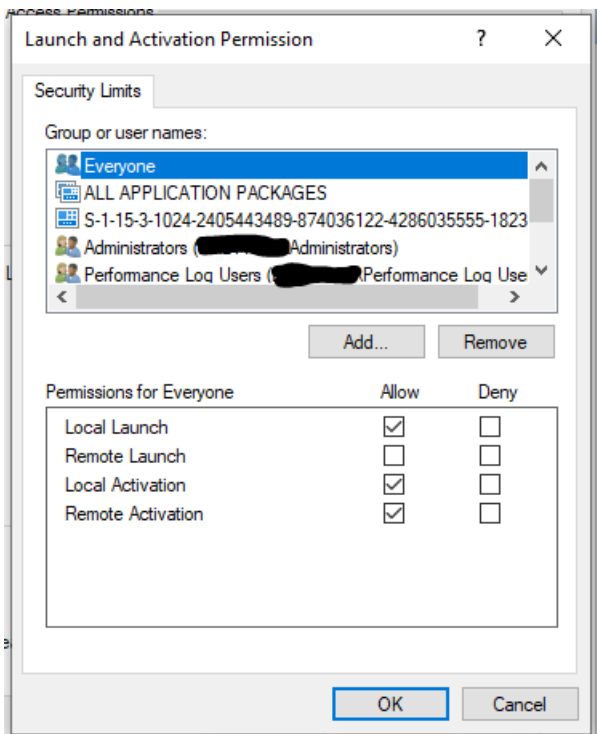 Access Permissions
Launch and Activation Permission ? ×
Security Limits
Group or user names:
Everyone
ALL APPLICATION PACKAGES
S-1-15-3-1024-2405443489-874036122-4286035555-1823
Administrators ( Administrators)
Performance Log Users ( \Performance Log Use
Add... Remove
Permissions for Everyone Allow Deny
Local Launch
Remote Launch
Local Activation
Remote Activation
OK Cancel